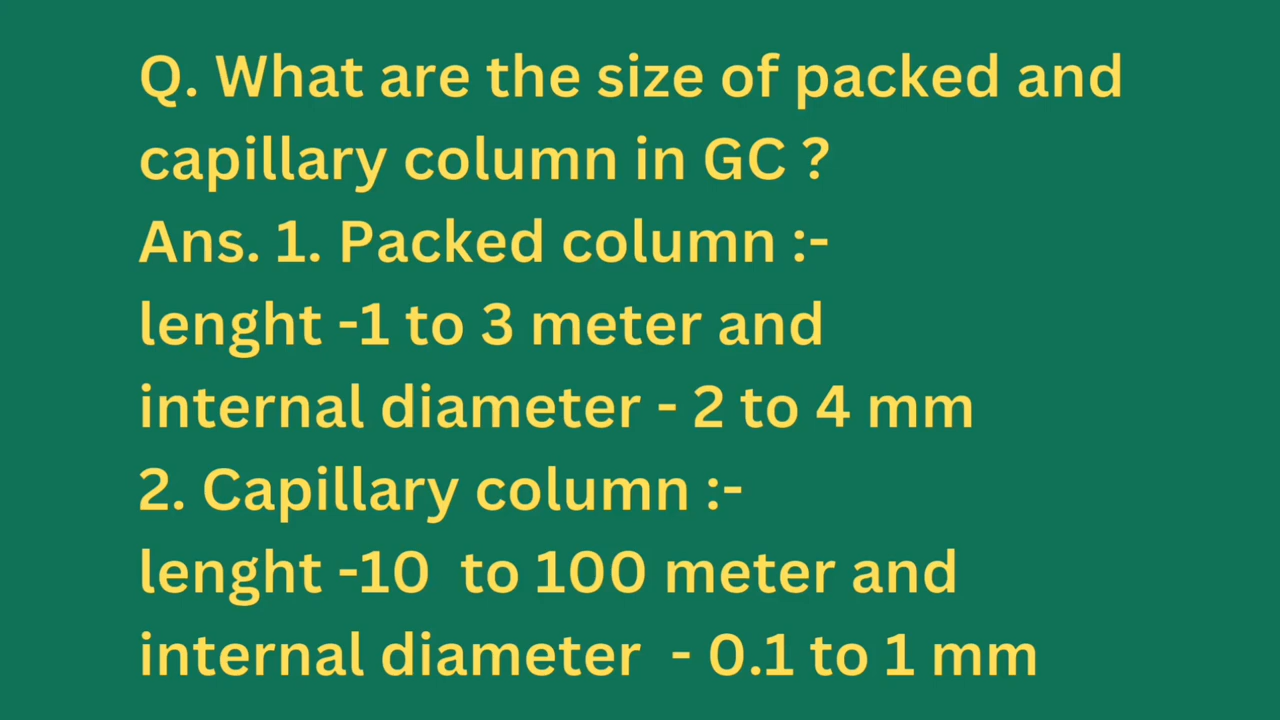 Q. What are the size of packed and
capillary column in GC ?
Ans. 1. Packed column :-
lenght -1 to 3 meter and
internal diameter - 2 to 4 mm
2. Capillary column :-
lenght -10  to 100 meter and
internal diameter  - 0.1 to 1 mm